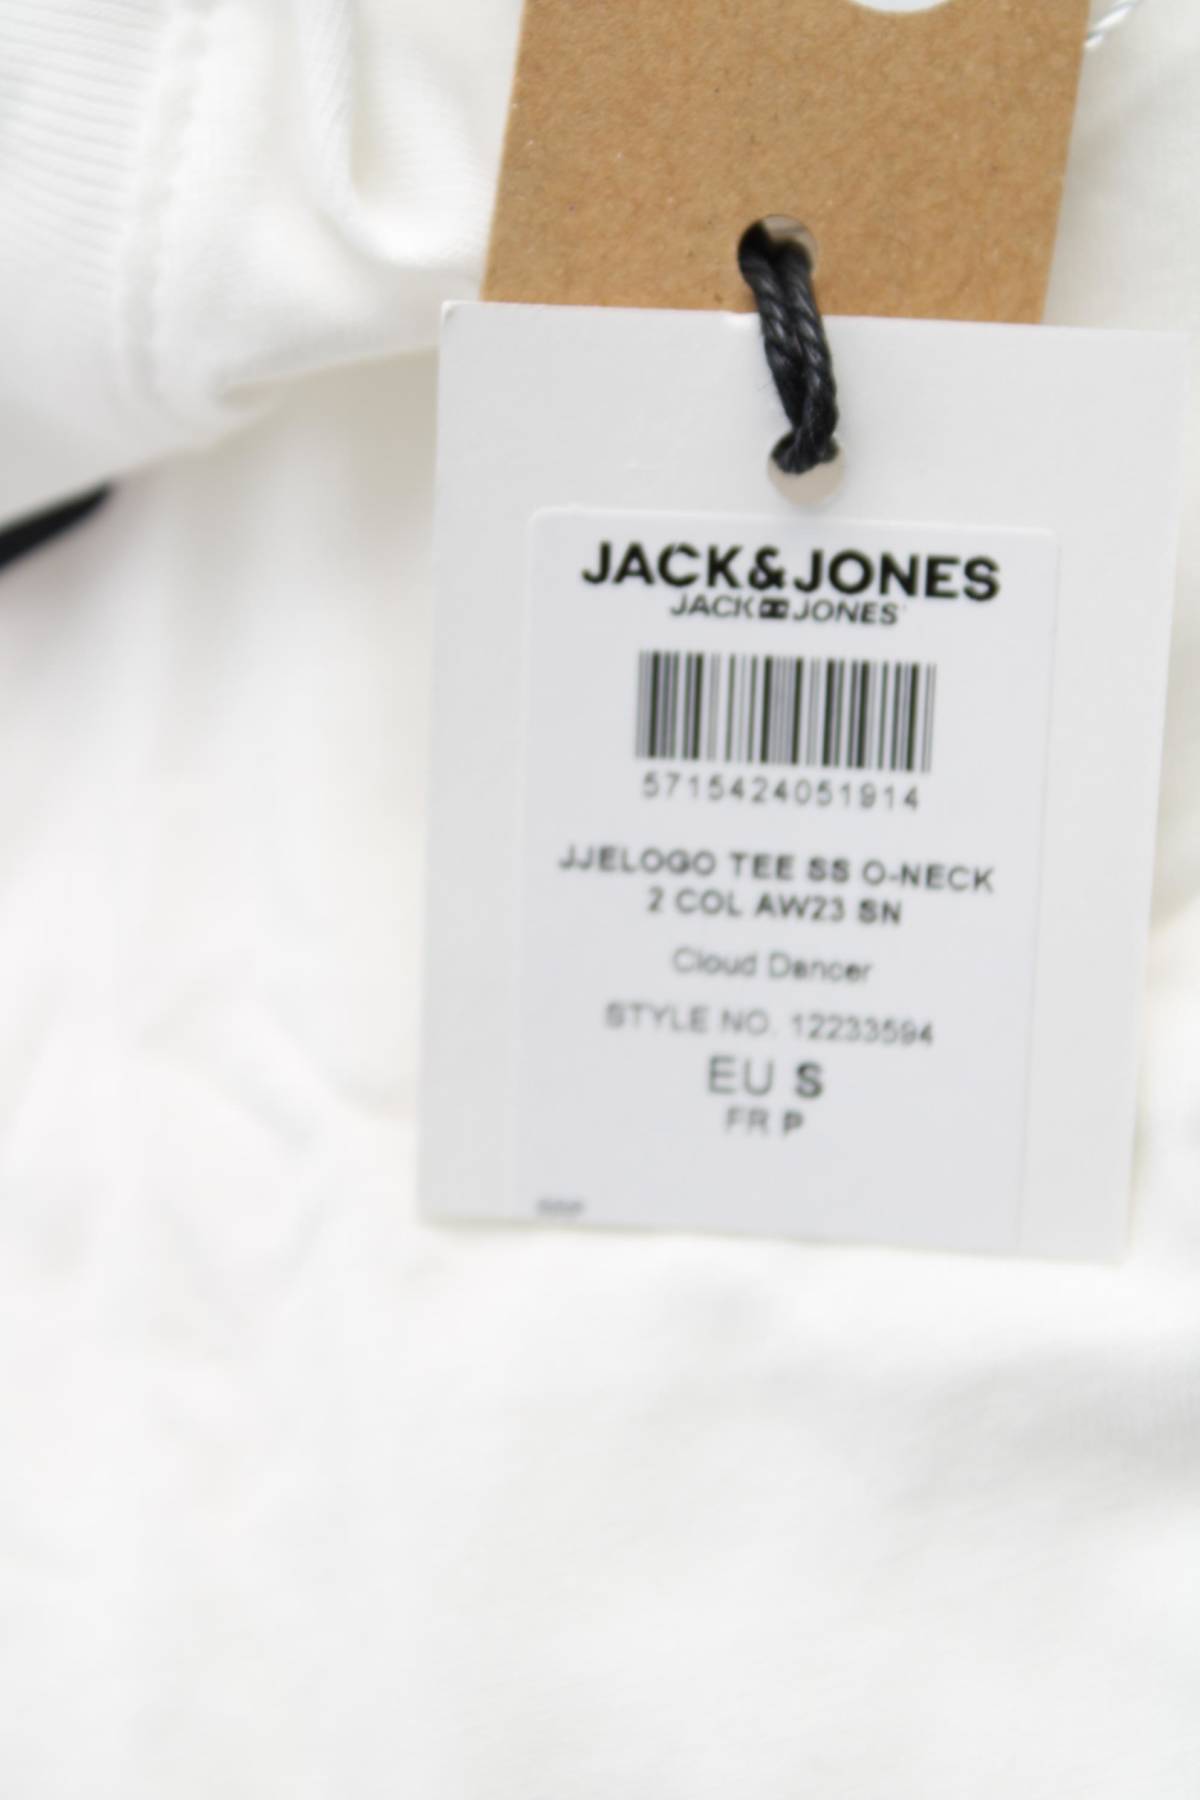 JACK&JONES
JACK JONES
5715424051914
JJELOGO TEE SS O-NECK
2 COL AW23 SN
Cloud Dancer
STYLE NO. 12233594
EU S
FR P